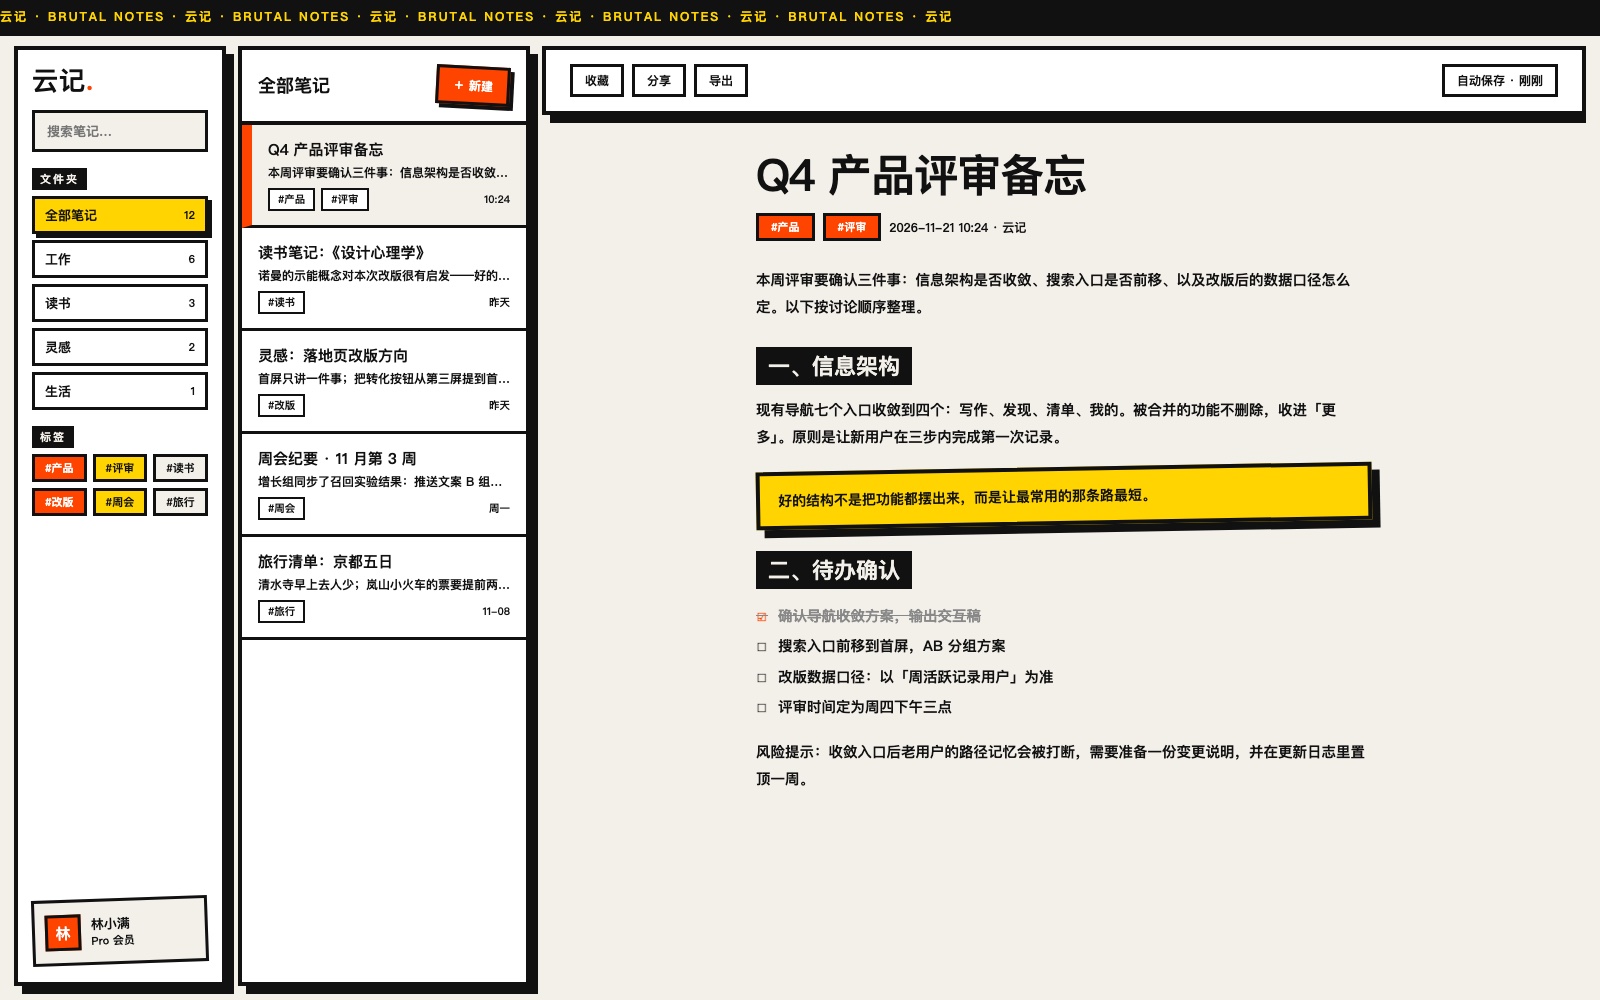 云记 · BRUTAL NOTES · 云记 · BRUTAL NOTES · 云记 · BRUTAL NOTES · 云记 · BRUTAL NOTES · 云记 · BRUTAL NOTES · 云记
云记.
搜索笔记...
文件夹
全部笔记 12
工作 6
读书 3
灵感 2
生活 1
标签
#产品 #评审 #读书
#改版 #周会 #旅行
林
林小满
Pro 会员
全部笔记
+ 新建
Q4 产品评审备忘
本周评审要确认三件事：信息架构是否收敛...
#产品 #评审 10:24
读书笔记：《设计心理学》
诺曼的示能概念对本次改版很有启发——好的...
#读书 昨天
灵感：落地页改版方向
首屏只讲一件事；把转化按钮从第三屏提到首...
#改版 昨天
周会纪要 · 11 月第 3 周
增长组同步了召回实验结果：推送文案 B 组...
#周会 周一
旅行清单：京都五日
清水寺早上去人少；岚山小火车的票要提前两...
#旅行 11-08
收藏 分享 导出 自动保存 · 刚刚
Q4 产品评审备忘
#产品 #评审 2026-11-21 10:24 · 云记
本周评审要确认三件事：信息架构是否收敛、搜索入口是否前移、以及改版后的数据口径怎么
定。以下按讨论顺序整理。
一、信息架构
现有导航七个入口收敛到四个：写作、发现、清单、我的。被合并的功能不删除，收进「更
多」。原则是让新用户在三步内完成第一次记录。
好的结构不是把功能都摆出来，而是让最常用的那条路最短。
二、待办确认
☑ 确认导航收敛方案，输出交互稿
☐ 搜索入口前移到首屏，AB 分组方案
☐ 改版数据口径：以「周活跃记录用户」为准
☐ 评审时间定为周四下午三点
风险提示：收敛入口后老用户的路径记忆会被打断，需要准备一份变更说明，并在更新日志里置
顶一周。